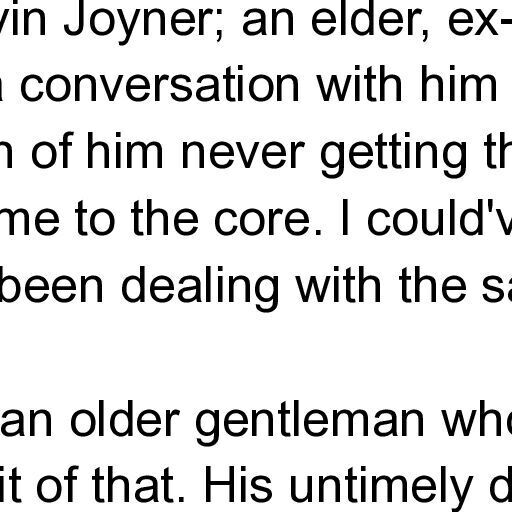 vin Joyner; an elder, ex-
conversation with him
of him never getting th
me to the core. I could'v
been dealing with the sa
an older gentleman who
it of that. His untimely d